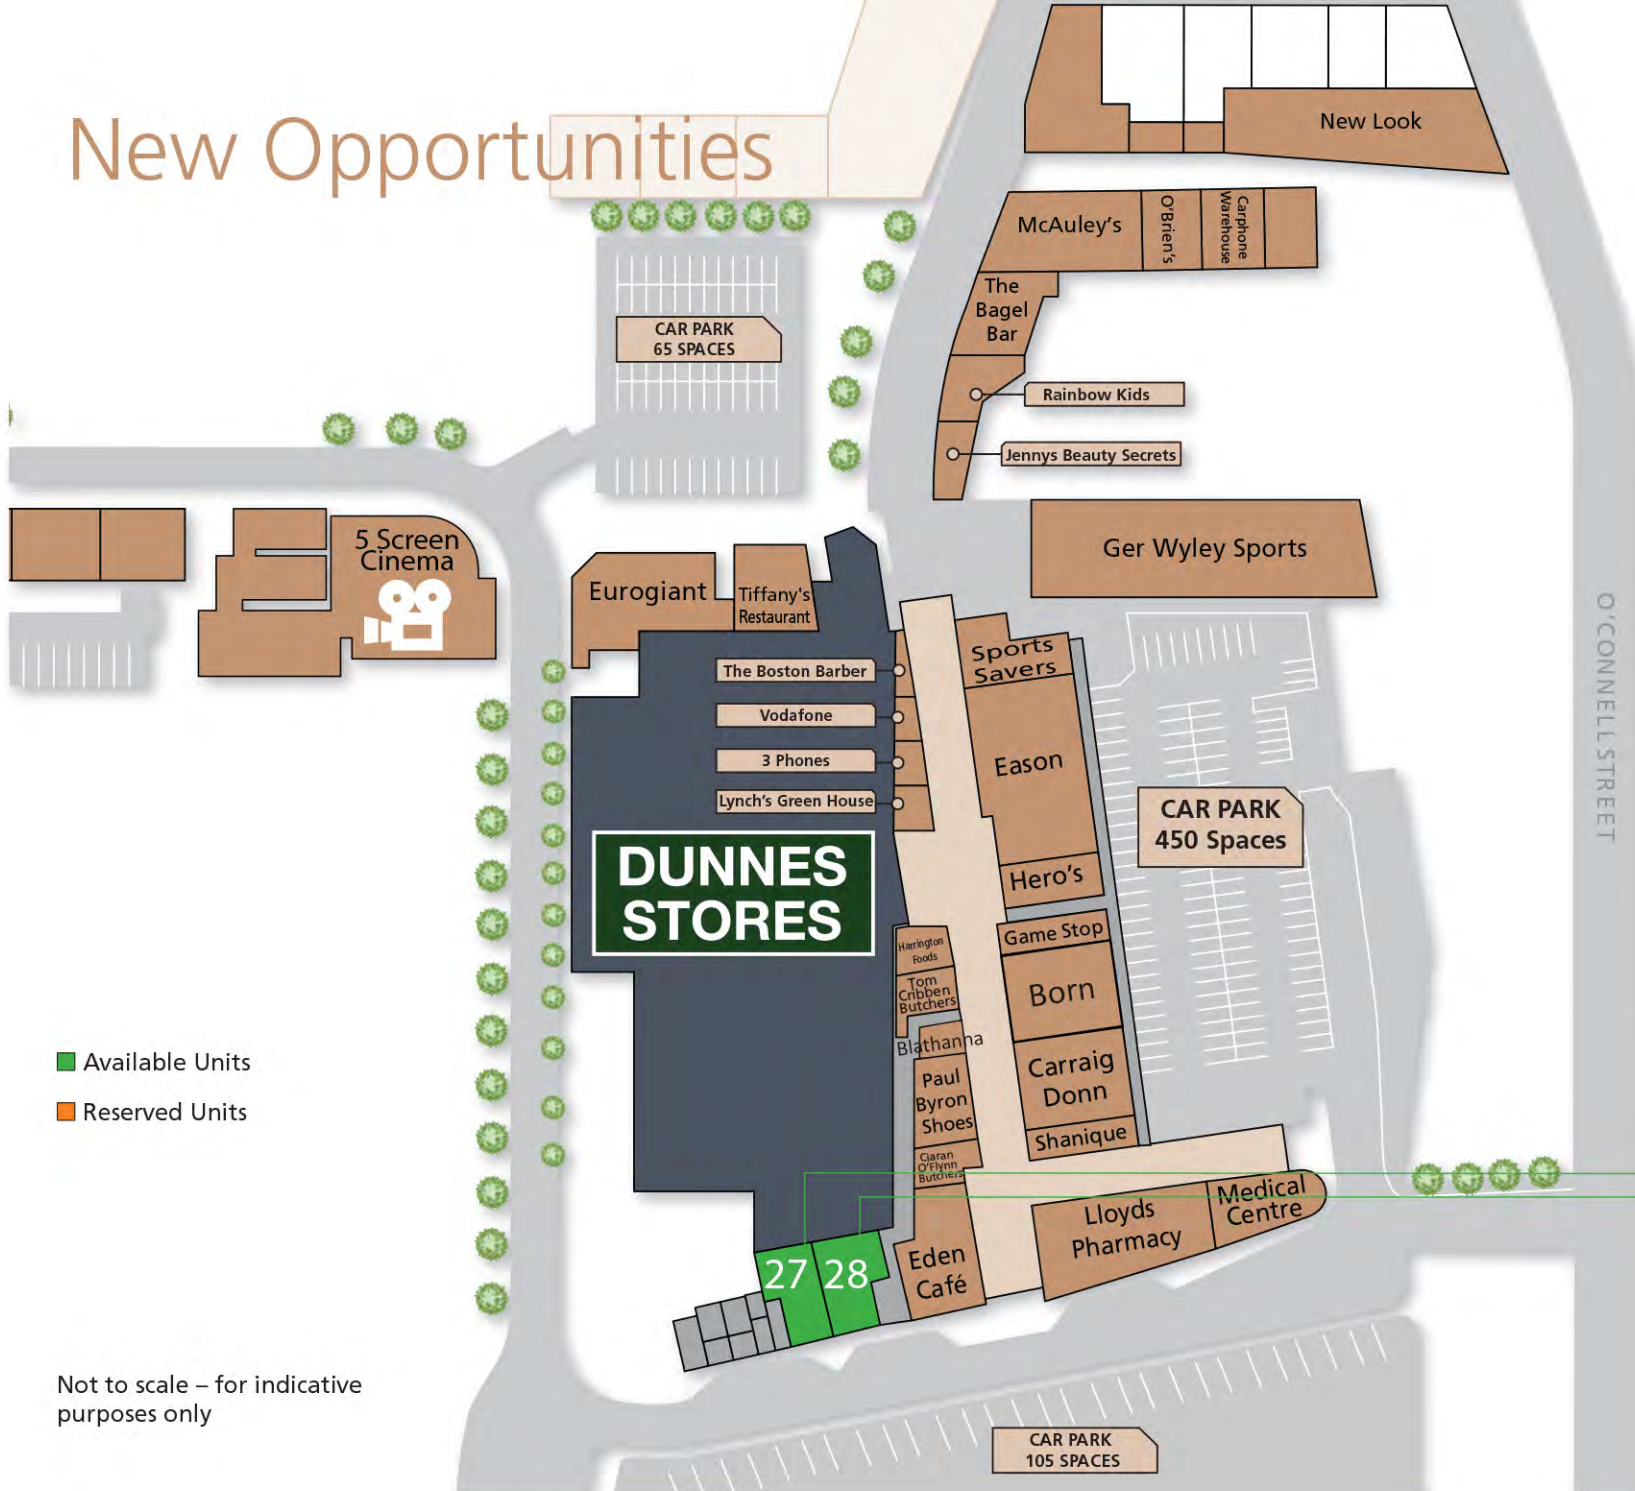 New Opportunities
New Look
McAuley's
O'Brien's
Carphone
Warehouse
The
Bagel
Bar
CAR PARK
65 SPACES
Rainbow Kids
Jennys Beauty Secrets
5 Screen
Cinema
Ger Wyley Sports
Eurogiant
Tiffany's
Restaurant
O'CONNELL STREET
Sports
Savers
The Boston Barber
Vodafone
3 Phones
Lynch's Green House
Eason
CAR PARK
450 Spaces
DUNNES
STORES
Hero's
Game Stop
Harrington
Foods
Tom
Cribben
Butchers
Born
Blathanna
Carraig
Donn
Paul
Byron
Shoes
Shanique
Ciaran
O'Flynn
Butchers
Available Units
Reserved Units
Medical
Centre
Lloyds
Pharmacy
Eden
Café
27
28
Not to scale – for indicative
purposes only
CAR PARK
105 SPACES